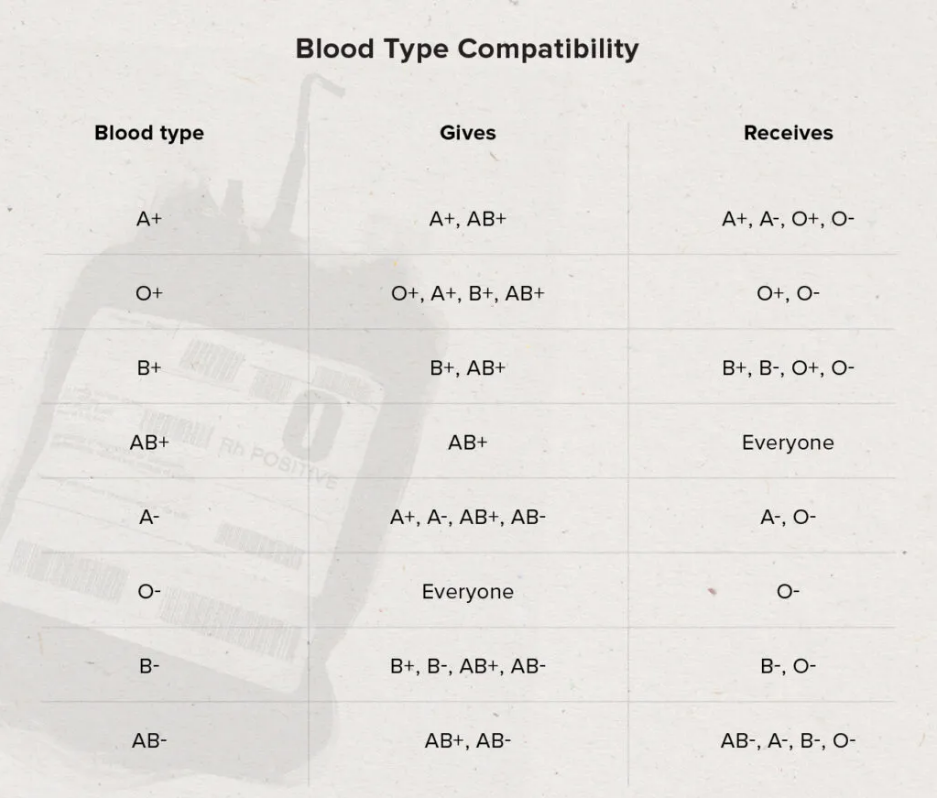 Blood Type Compatibility
Blood type Gives Receives
A+ A+, AB+ A+, A-, O+, O-
O+ O+, A+, B+, AB+ O+, O-
B+ B+, AB+ B+, B-, O+, O-
AB+ AB+ Everyone
A- A+, A-, AB+, AB- A-, O-
O- Everyone O-
B- B+, B-, AB+, AB- B-, O-
AB- AB+, AB- AB-, A-, B-, O-
O
Rh POSITIVE